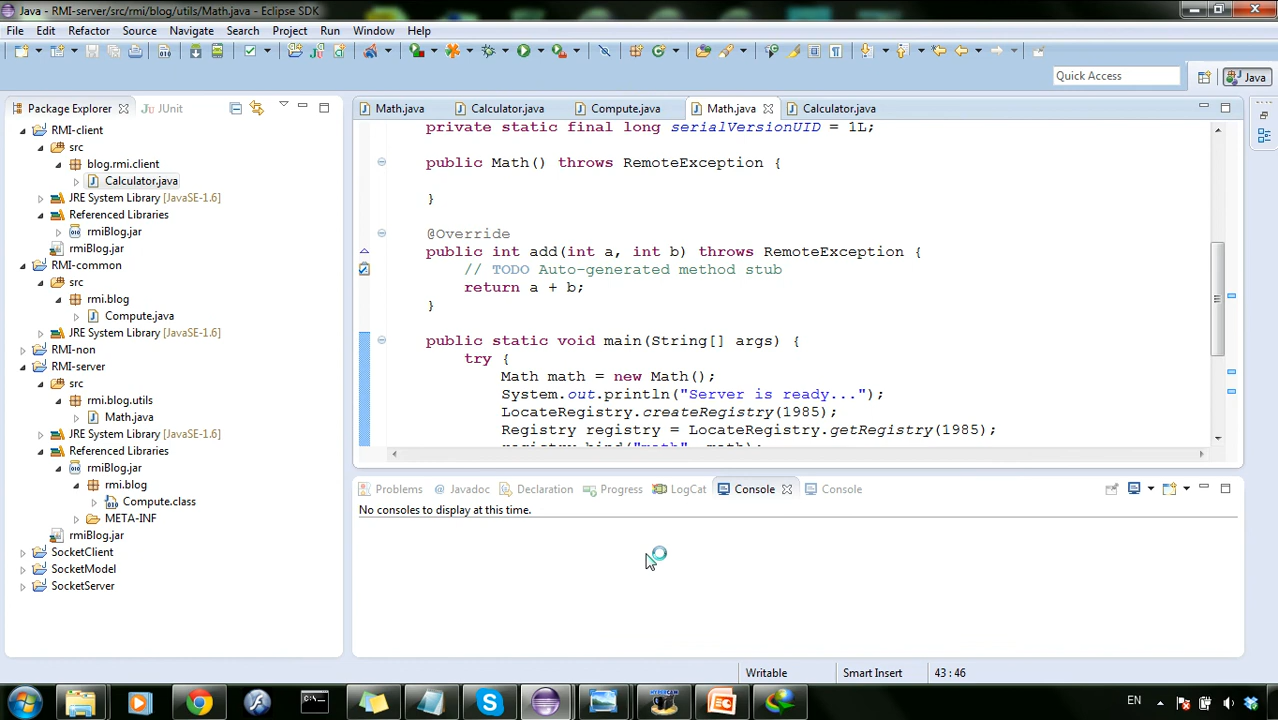 Java - RMI-server/src/rmi/blog/utils/Math.java - Eclipse SDK
File Edit Refactor Source Navigate Search Project Run Window Help
Quick Access
Java
Package Explorer
JUnit
RMI-client
src
blog.rmi.client
Calculator.java
JRE System Library [JavaSE-1.6]
Referenced Libraries
rmiBlog.jar
rmiBlog.jar
RMI-common
src
rmi.blog
Compute.java
JRE System Library [JavaSE-1.6]
RMI-non
RMI-server
src
rmi.blog.utils
Math.java
JRE System Library [JavaSE-1.6]
Referenced Libraries
rmiBlog.jar
rmi.blog
Compute.class
META-INF
rmiBlog.jar
SocketClient
SocketModel
SocketServer
Math.java Calculator.java Compute.java Math.java Calculator.java
private static final long serialVersionUID = 1L;
public Math() throws RemoteException {
}
@Override
public int add(int a, int b) throws RemoteException {
// TODO Auto-generated method stub
return a + b;
}
public static void main(String[] args) {
try {
Math math = new Math();
System.out.println("Server is ready...");
LocateRegistry.createRegistry(1985);
Registry registry = LocateRegistry.getRegistry(1985);
registry.bind("math", math);
Problems Javadoc Declaration Progress LogCat Console Console
No consoles to display at this time.
Writable Smart Insert 43 : 46
EN